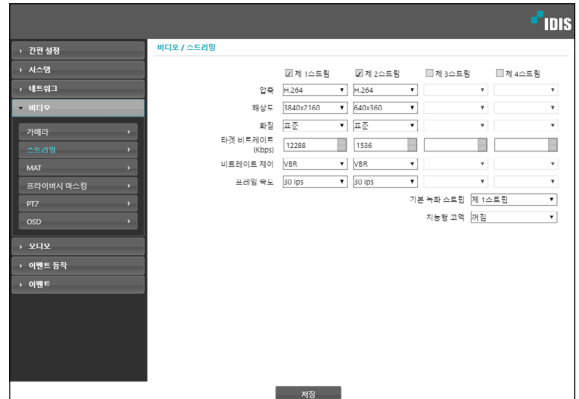 IDIS
간편 설정
시스템
네트워크
비디오
카메라
스트리밍
MAT
프라이버시 마스킹
PTZ
OSD
오디오
이벤트 동작
이벤트
비디오 / 스트리밍
제 1스트림 제 2스트림 제 3스트림 제 4스트림
압축 H.264 H.264
해상도 3840x2160 640x360
화질 표준 표준
타겟 비트레이트 (Kbps) 12288 1536
비트레이트 제어 VBR VBR
프레임 속도 30 ips 30 ips
기본 녹화 스트림 제 1스트림
지능형 코덱 꺼짐
저장